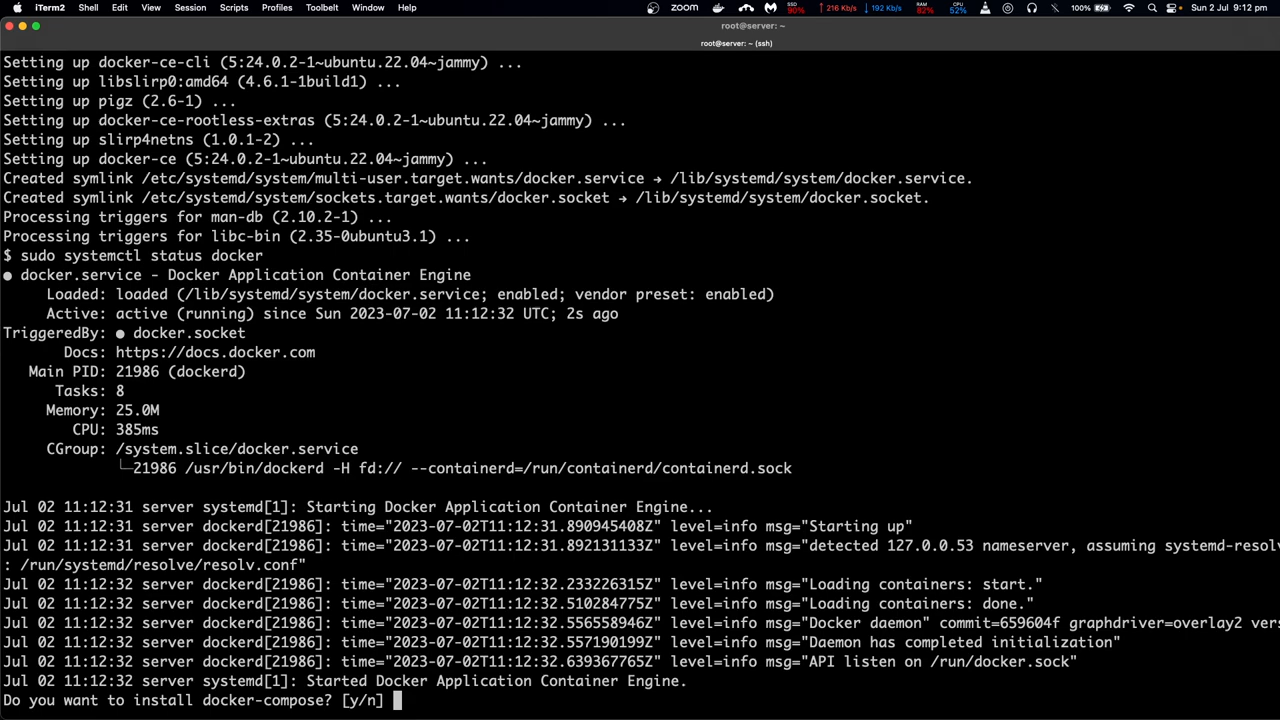 iTerm2 Shell Edit View Session Scripts Profiles Toolbelt Window Help zoom SSD 90% 216 Kb/s 192 Kb/s RAM 82% CPU 52% 100% Sun 2 Jul 9:12 pm
root@server: ~
root@server: ~ (ssh)
Setting up docker-ce-cli (5:24.0.2-1~ubuntu.22.04~jammy) ...
Setting up libslirp0:amd64 (4.6.1-1build1) ...
Setting up pigz (2.6-1) ...
Setting up docker-ce-rootless-extras (5:24.0.2-1~ubuntu.22.04~jammy) ...
Setting up slirp4netns (1.0.1-2) ...
Setting up docker-ce (5:24.0.2-1~ubuntu.22.04~jammy) ...
Created symlink /etc/systemd/system/multi-user.target.wants/docker.service → /lib/systemd/system/docker.service.
Created symlink /etc/systemd/system/sockets.target.wants/docker.socket → /lib/systemd/system/docker.socket.
Processing triggers for man-db (2.10.2-1) ...
Processing triggers for libc-bin (2.35-0ubuntu3.1) ...
$ sudo systemctl status docker
● docker.service - Docker Application Container Engine
Loaded: loaded (/lib/systemd/system/docker.service; enabled; vendor preset: enabled)
Active: active (running) since Sun 2023-07-02 11:12:32 UTC; 2s ago
TriggeredBy: ● docker.socket
Docs: https://docs.docker.com
Main PID: 21986 (dockerd)
Tasks: 8
Memory: 25.0M
CPU: 385ms
CGroup: /system.slice/docker.service
└─21986 /usr/bin/dockerd -H fd:// --containerd=/run/containerd/containerd.sock
Jul 02 11:12:31 server systemd[1]: Starting Docker Application Container Engine...
Jul 02 11:12:31 server dockerd[21986]: time="2023-07-02T11:12:31.890945408Z" level=info msg="Starting up"
Jul 02 11:12:31 server dockerd[21986]: time="2023-07-02T11:12:31.892131133Z" level=info msg="detected 127.0.0.53 nameserver, assuming systemd-resolv
: /run/systemd/resolve/resolv.conf"
Jul 02 11:12:32 server dockerd[21986]: time="2023-07-02T11:12:32.233226315Z" level=info msg="Loading containers: start."
Jul 02 11:12:32 server dockerd[21986]: time="2023-07-02T11:12:32.510284775Z" level=info msg="Loading containers: done."
Jul 02 11:12:32 server dockerd[21986]: time="2023-07-02T11:12:32.556558946Z" level=info msg="Docker daemon" commit=659604f graphdriver=overlay2 vers
Jul 02 11:12:32 server dockerd[21986]: time="2023-07-02T11:12:32.557190199Z" level=info msg="Daemon has completed initialization"
Jul 02 11:12:32 server dockerd[21986]: time="2023-07-02T11:12:32.639367765Z" level=info msg="API listen on /run/docker.sock"
Jul 02 11:12:32 server systemd[1]: Started Docker Application Container Engine.
Do you want to install docker-compose? [y/n]